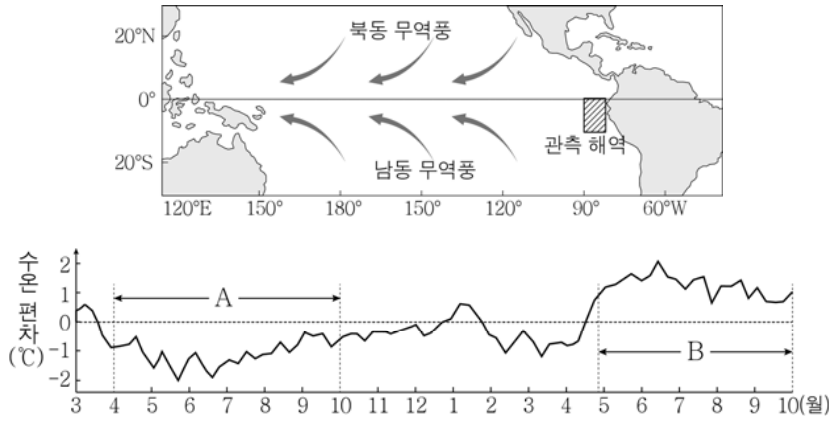 20°N
북동 무역풍
0°
관측 해역
20°S
남동 무역풍
120°E 150° 180° 150° 120° 90° 60°W
수온 편차 (℃)
2
1
0
-1
-2
A
B
3 4 5 6 7 8 9 10 11 12 1 2 3 4 5 6 7 8 9 10(월)